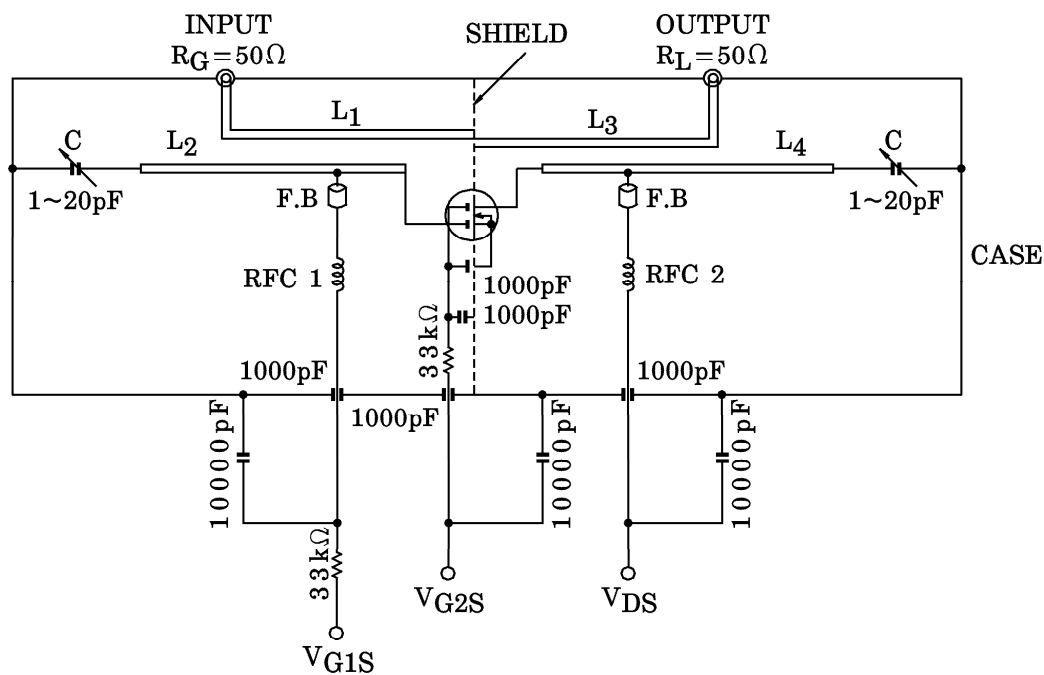 INPUT
R_G=50Ω
SHIELD
OUTPUT
R_L=50Ω
L1
L3
C
L2
L4
C
1~20pF
F.B
F.B
1~20pF
CASE
RFC 1
1000pF
RFC 2
1000pF
33kΩ
1000pF
1000pF
1000pF
10000pF
10000pF
10000pF
33kΩ
V_G2S
V_DS
V_G1S